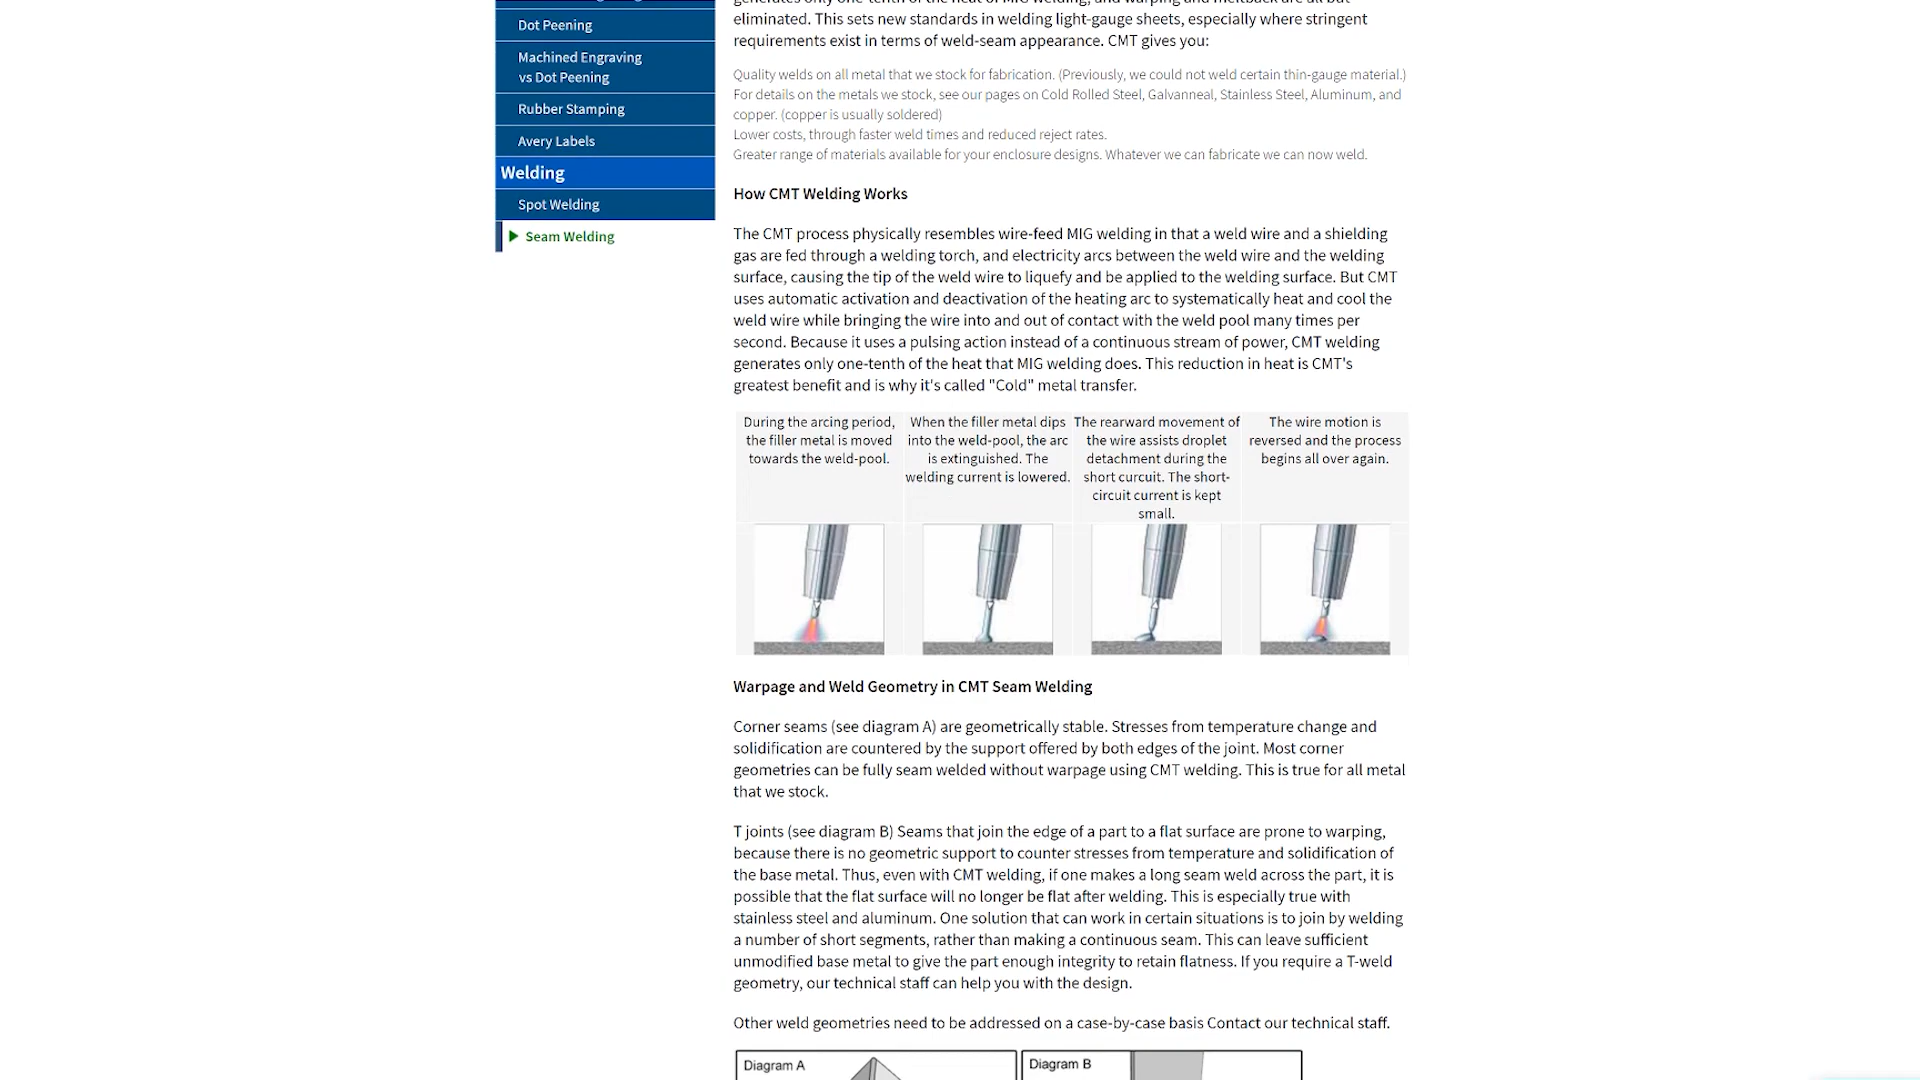 Dot Peening
Machined Engraving
vs Dot Peening
Rubber Stamping
Avery Labels
Welding
Spot Welding
Seam Welding
eliminated. This sets new standards in welding light-gauge sheets, especially where stringent
requirements exist in terms of weld-seam appearance. CMT gives you:
Quality welds on all metal that we stock for fabrication. (Previously, we could not weld certain thin-gauge material.)
For details on the metals we stock, see our pages on Cold Rolled Steel, Galvanneal, Stainless Steel, Aluminum, and
copper. (copper is usually soldered)
Lower costs, through faster weld times and reduced reject rates.
Greater range of materials available for your enclosure designs. Whatever we can fabricate we can now weld.
How CMT Welding Works
The CMT process physically resembles wire-feed MIG welding in that a weld wire and a shielding
gas are fed through a welding torch, and electricity arcs between the weld wire and the welding
surface, causing the tip of the weld wire to liquefy and be applied to the welding surface. But CMT
uses automatic activation and deactivation of the heating arc to systematically heat and cool the
weld wire while bringing the wire into and out of contact with the weld pool many times per
second. Because it uses a pulsing action instead of a continuous stream of power, CMT welding
generates only one-tenth of the heat that MIG welding does. This reduction in heat is CMT's
greatest benefit and is why it's called "Cold" metal transfer.
During the arcing period,
the filler metal is moved
towards the weld-pool.
When the filler metal dips
into the weld-pool, the arc
is extinguished. The
welding current is lowered.
The rearward movement of
the wire assists droplet
detachment during the
short curcuit. The short-
circuit current is kept
small.
The wire motion is
reversed and the process
begins all over again.
Warpage and Weld Geometry in CMT Seam Welding
Corner seams (see diagram A) are geometrically stable. Stresses from temperature change and
solidification are countered by the support offered by both edges of the joint. Most corner
geometries can be fully seam welded without warpage using CMT welding. This is true for all metal
that we stock.
T joints (see diagram B) Seams that join the edge of a part to a flat surface are prone to warping,
because there is no geometric support to counter stresses from temperature and solidification of
the base metal. Thus, even with CMT welding, if one makes a long seam weld across the part, it is
possible that the flat surface will no longer be flat after welding. This is especially true with
stainless steel and aluminum. One solution that can work in certain situations is to join by welding
a number of short segments, rather than making a continuous seam. This can leave sufficient
unmodified base metal to give the part enough integrity to retain flatness. If you require a T-weld
geometry, our technical staff can help you with the design.
Other weld geometries need to be addressed on a case-by-case basis Contact our technical staff.
Diagram A
Diagram B